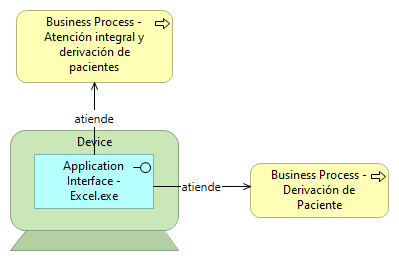 Business Process -
Atención integral y
derivación de
pacientes
atiende
Device
Application
Interface -
Excel.exe
atiende
Business Process -
Derivación de
Paciente